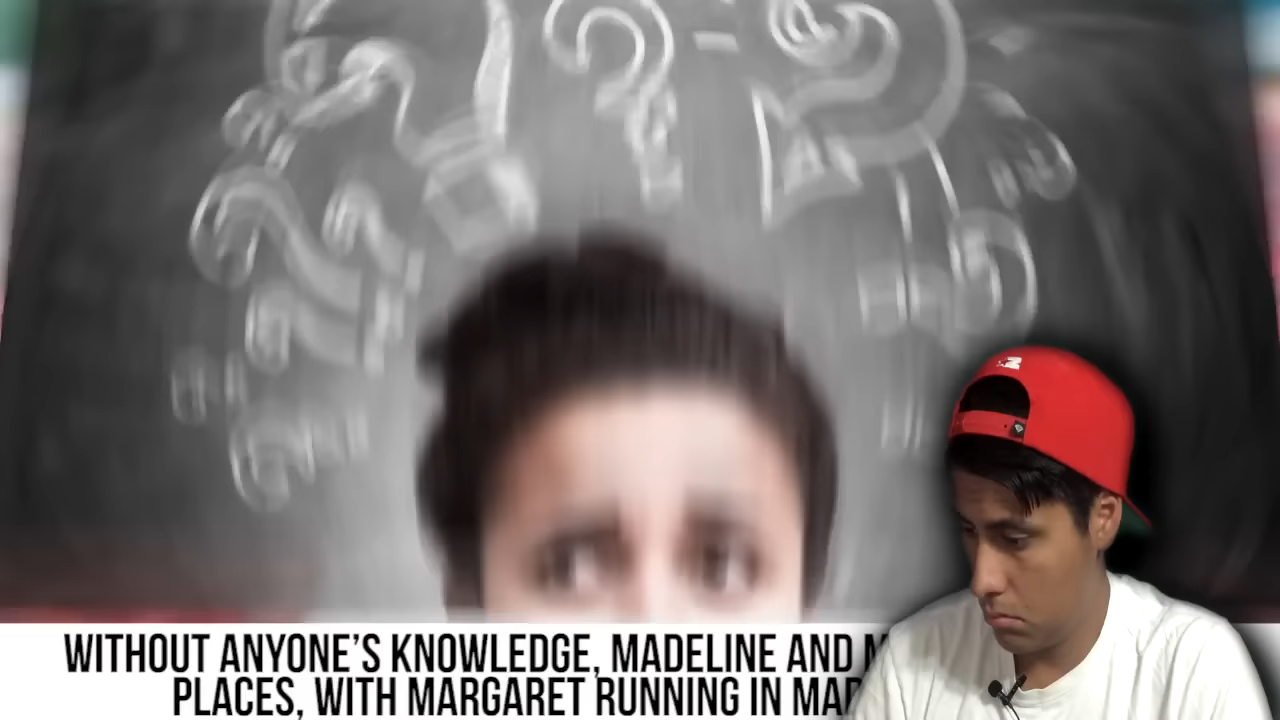 WITHOUT ANYONE'S KNOWLEDGE, MADELINE AND
PLACES, WITH MARGARET RUNNING IN